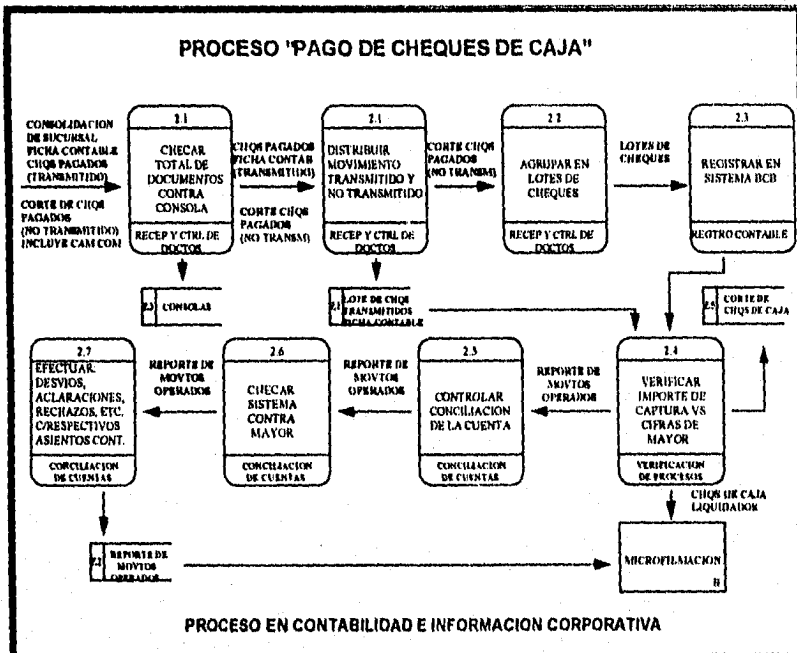 PROCESO "PAGO DE CHEQUES DE CAJA"
CONSOLIDACION
DE SUCURSAL
FICHA CONTABLE
CHQS PAGADOS
(TRANSMITIDO)
CORTE DE CHQS
PAGADOS
(NO TRANSMITIDO)
INCLUYE CAM COM
2.1
CHECAR
TOTAL DE
DOCUMENTOS
CONTRA
CONSOLA
RECEP Y CTRL DE
DOCTOS
CHQS PAGADOS
FICHA CONTAB
(TRANSMITIDO)
CORTE CHQS
PAGADOS
(NO TRANSM)
2.1
DISTRIBUIR
MOVIMIENTO
TRANSMITIDO Y
NO TRANSMITIDO
RECEP Y CTRL DE
DOCTOS
CORTE CHQS
PAGADOS
(NO TRANSM)
2.2
AGRUPAR EN
LOTES DE
CHEQUES
RECEP Y CTRL DE
DOCTOS
LOTES DE
CHEQUES
2.3
REGISTRAR EN
SISTEMA BCB
REGTRO CONTABLE
CONSOLAS
LOTE DE CHQS
TRANSMITIDOS
FICHA CONTABLE
CORTE DE
CHQS DE CAJA
2.7
EFECTUAR
DESVIOS,
ACLARACIONES,
RECHAZOS, ETC.
C/RESPECTIVOS
ASIENTOS CONT.
CONCILIACION
DE CUENTAS
REPORTE DE
MOVTOS
OPERADOS
2.6
CHECAR
SISTEMA
CONTRA
MAYOR
CONCILIACION
DE CUENTAS
REPORTE DE
MOVTOS
OPERADOS
2.5
CONTROLAR
CONCILIACION
DE LA CUENTA
CONCILIACION
DE CUENTAS
REPORTE DE
MOVTOS
OPERADOS
2.4
VERIFICAR
IMPORTE DE
CAPTURA VS
CIFRAS DE
MAYOR
VERIFICACION
DE PROCESOS
CHQS DE CAJA
LIQUIDADOR
REPORTE DE
MOVTOS
OPERADOS
MICROFILMACION
PROCESO EN CONTABILIDAD E INFORMACION CORPORATIVA